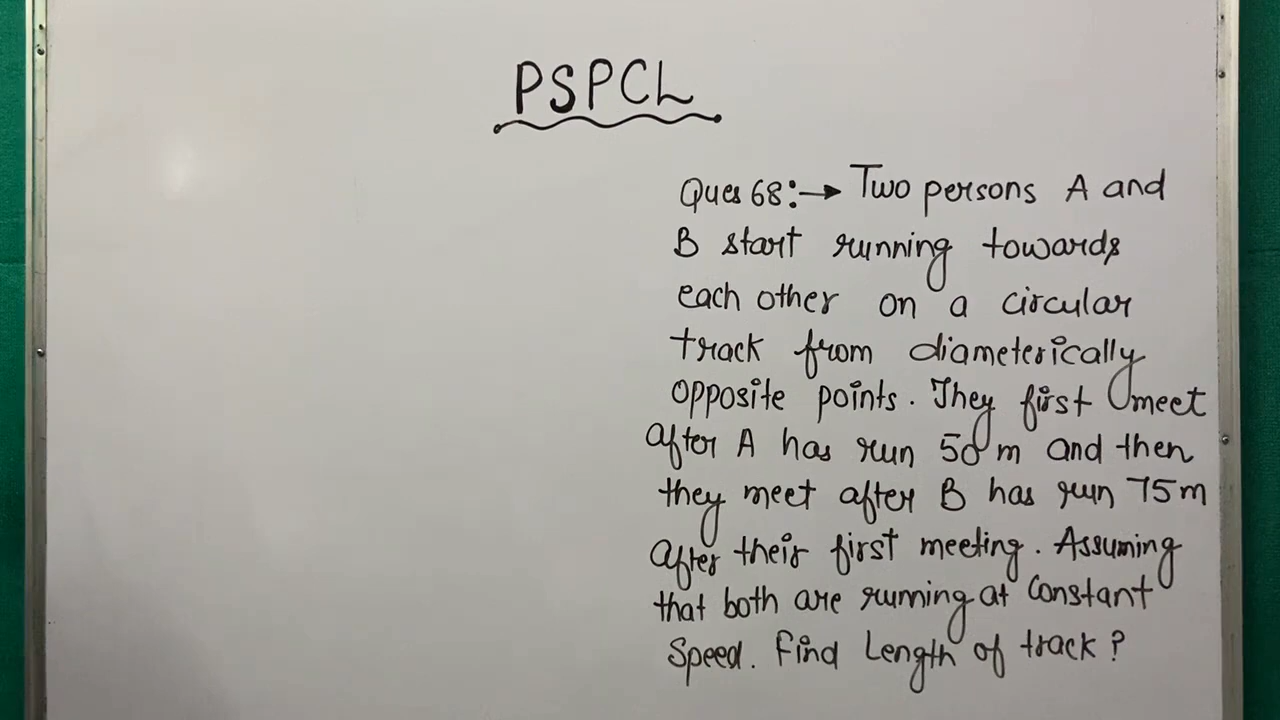 PSPCL
Ques 68:→ Two persons A and
B start running towards
each other on a circular
track from diameterically
opposite points. They first meet
after A has run 50 m and then
they meet after B has run 75m
after their first meeting. Assuming
that both are running at Constant
Speed. Find Length of track?